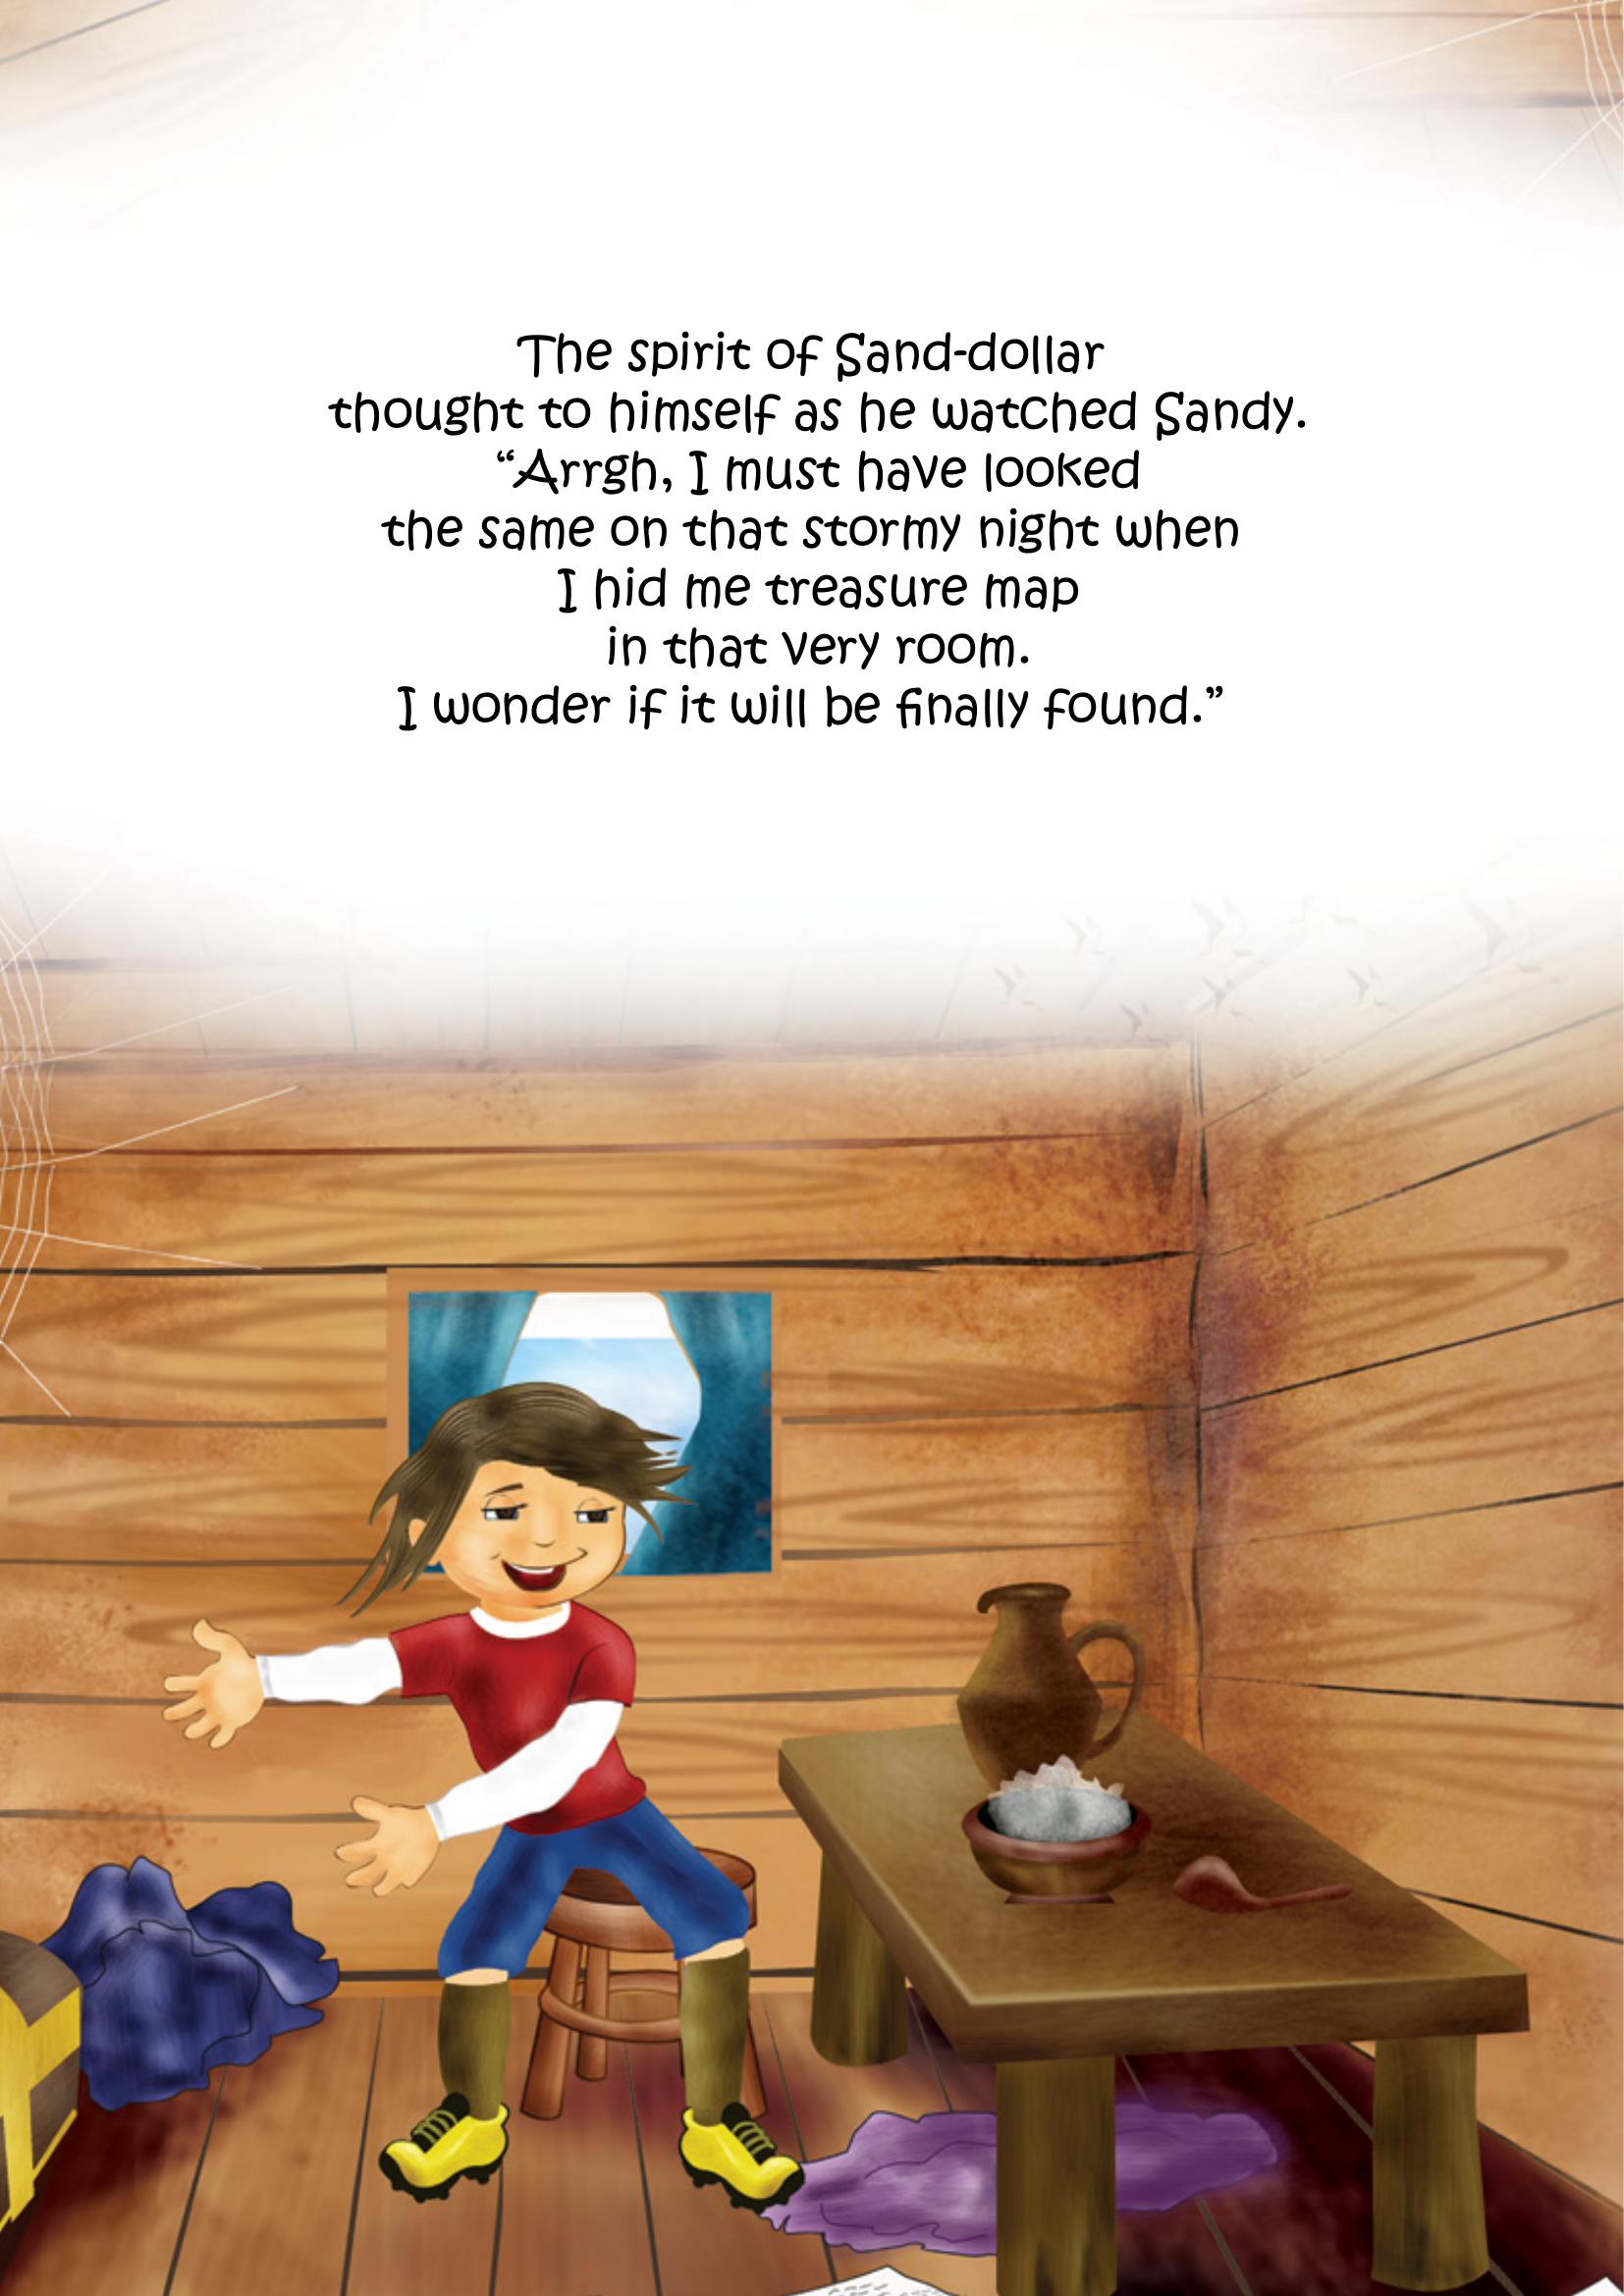 The spirit of Sand-dollar
thought to himself as he watched Sandy.
“Arrgh, I must have looked
the same on that stormy night when
I hid me treasure map
in that very room.
I wonder if it will be finally found.”